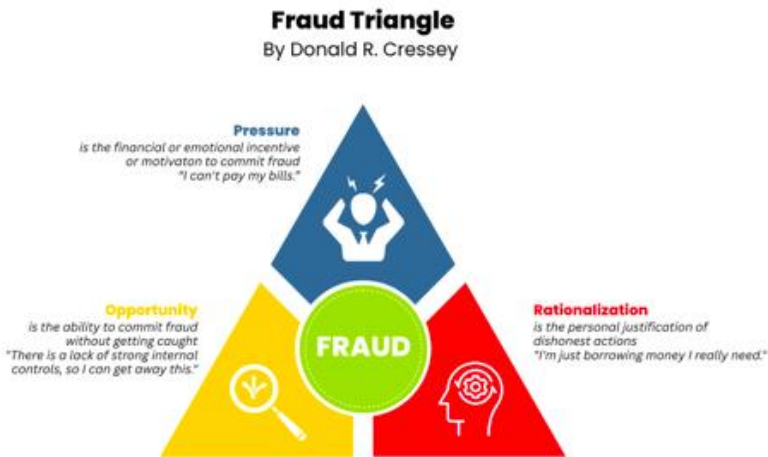 Fraud Triangle
By Donald R. Cressey
Pressure
is the financial or emotional incentive
or motivaton to commit fraud
"I can't pay my bills."
Opportunity
is the ability to commit fraud
without getting caught
"There is a lack of strong internal
controls, so I can get away this."
FRAUD
Rationalization
is the personal justification of
dishonest actions
"I'm just borrowing money I really need."